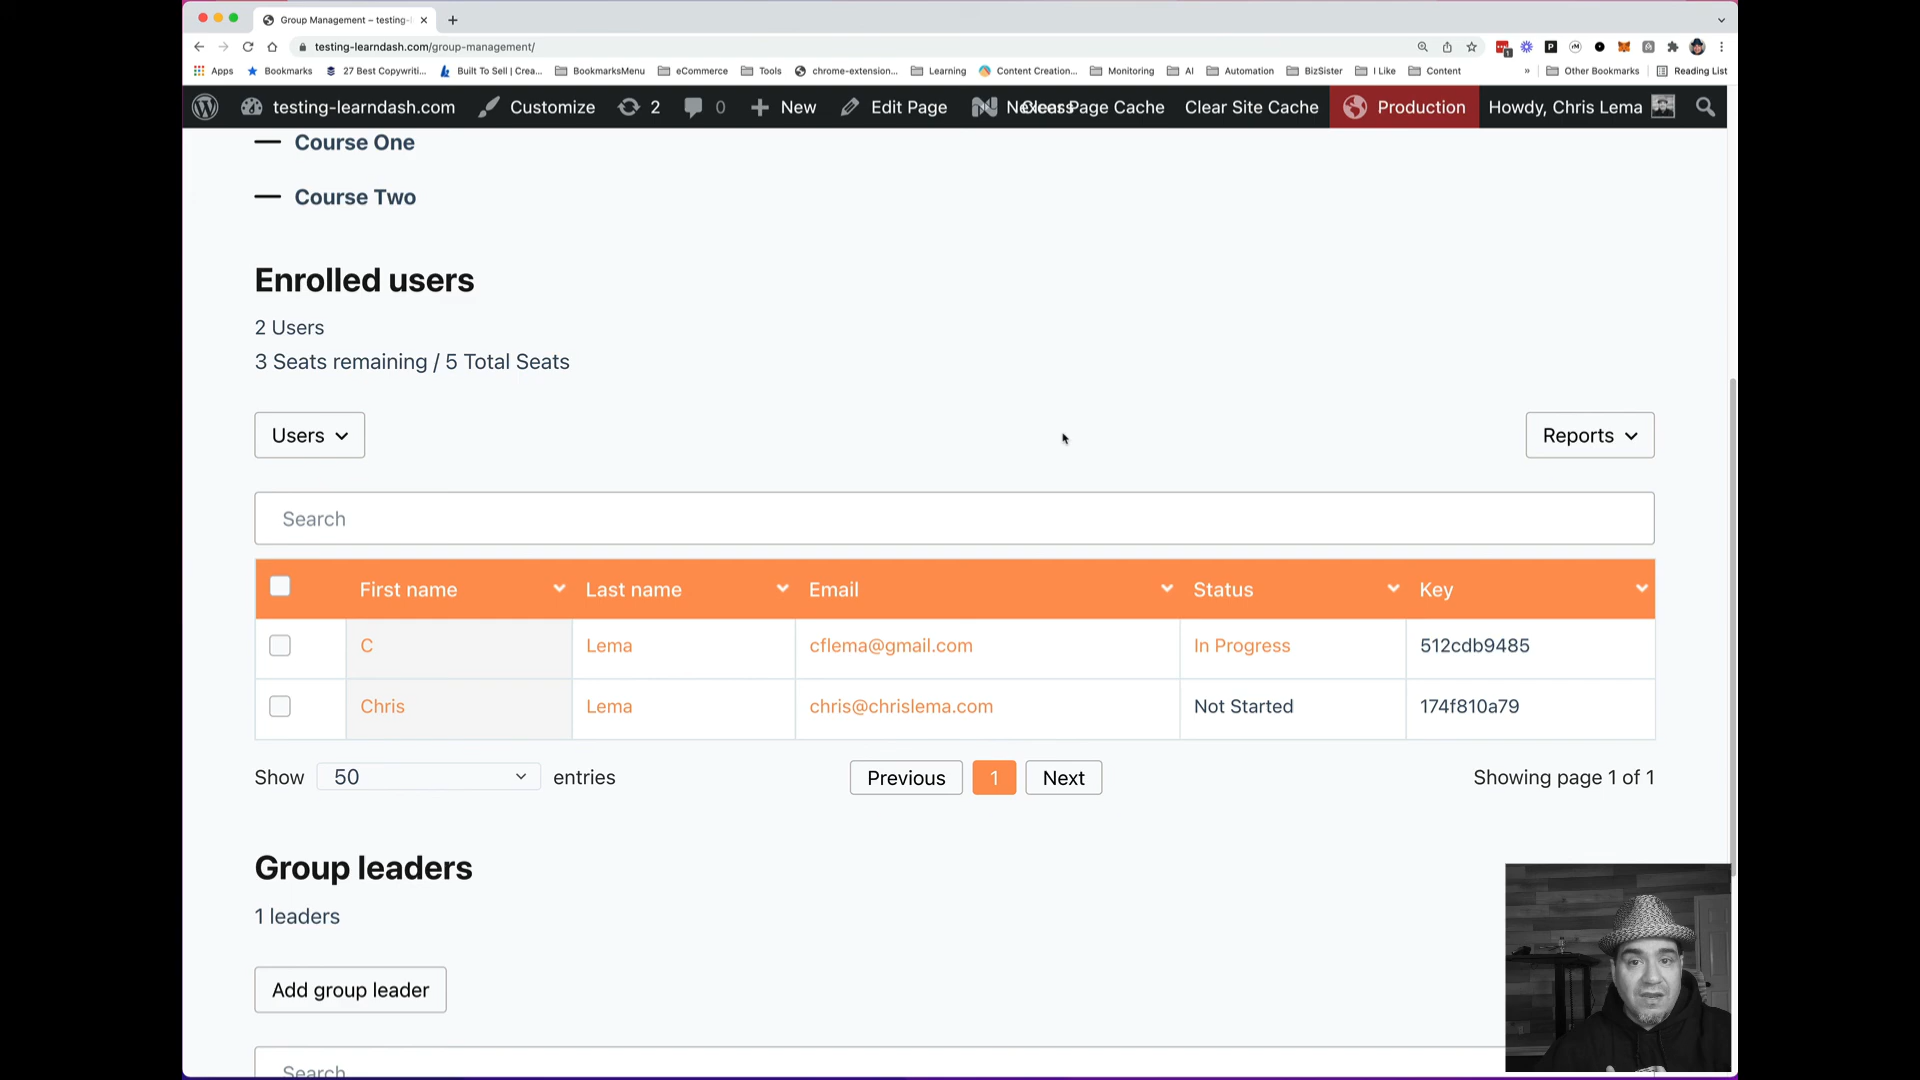 Group Management – testing-
testing-learndash.com/group-management/
Apps Bookmarks 27 Best Copywriti... Built To Sell | Crea... BookmarksMenu eCommerce Tools chrome-extension... Learning Content Creation... Monitoring AI Automation BizSister I Like Content » Other Bookmarks Reading List
testing-learndash.com Customize 2 0 New Edit Page Nexcess Clear Page Cache Clear Site Cache Production Howdy, Chris Lema
Course One
Course Two
Enrolled users
2 Users
3 Seats remaining / 5 Total Seats
Users Reports
Search
First name Last name Email Status Key
C Lema cflema@gmail.com In Progress 512cdb9485
Chris Lema chris@chrislema.com Not Started 174f810a79
Show 50 entries Previous 1 Next Showing page 1 of 1
Group leaders
1 leaders
Add group leader
Search